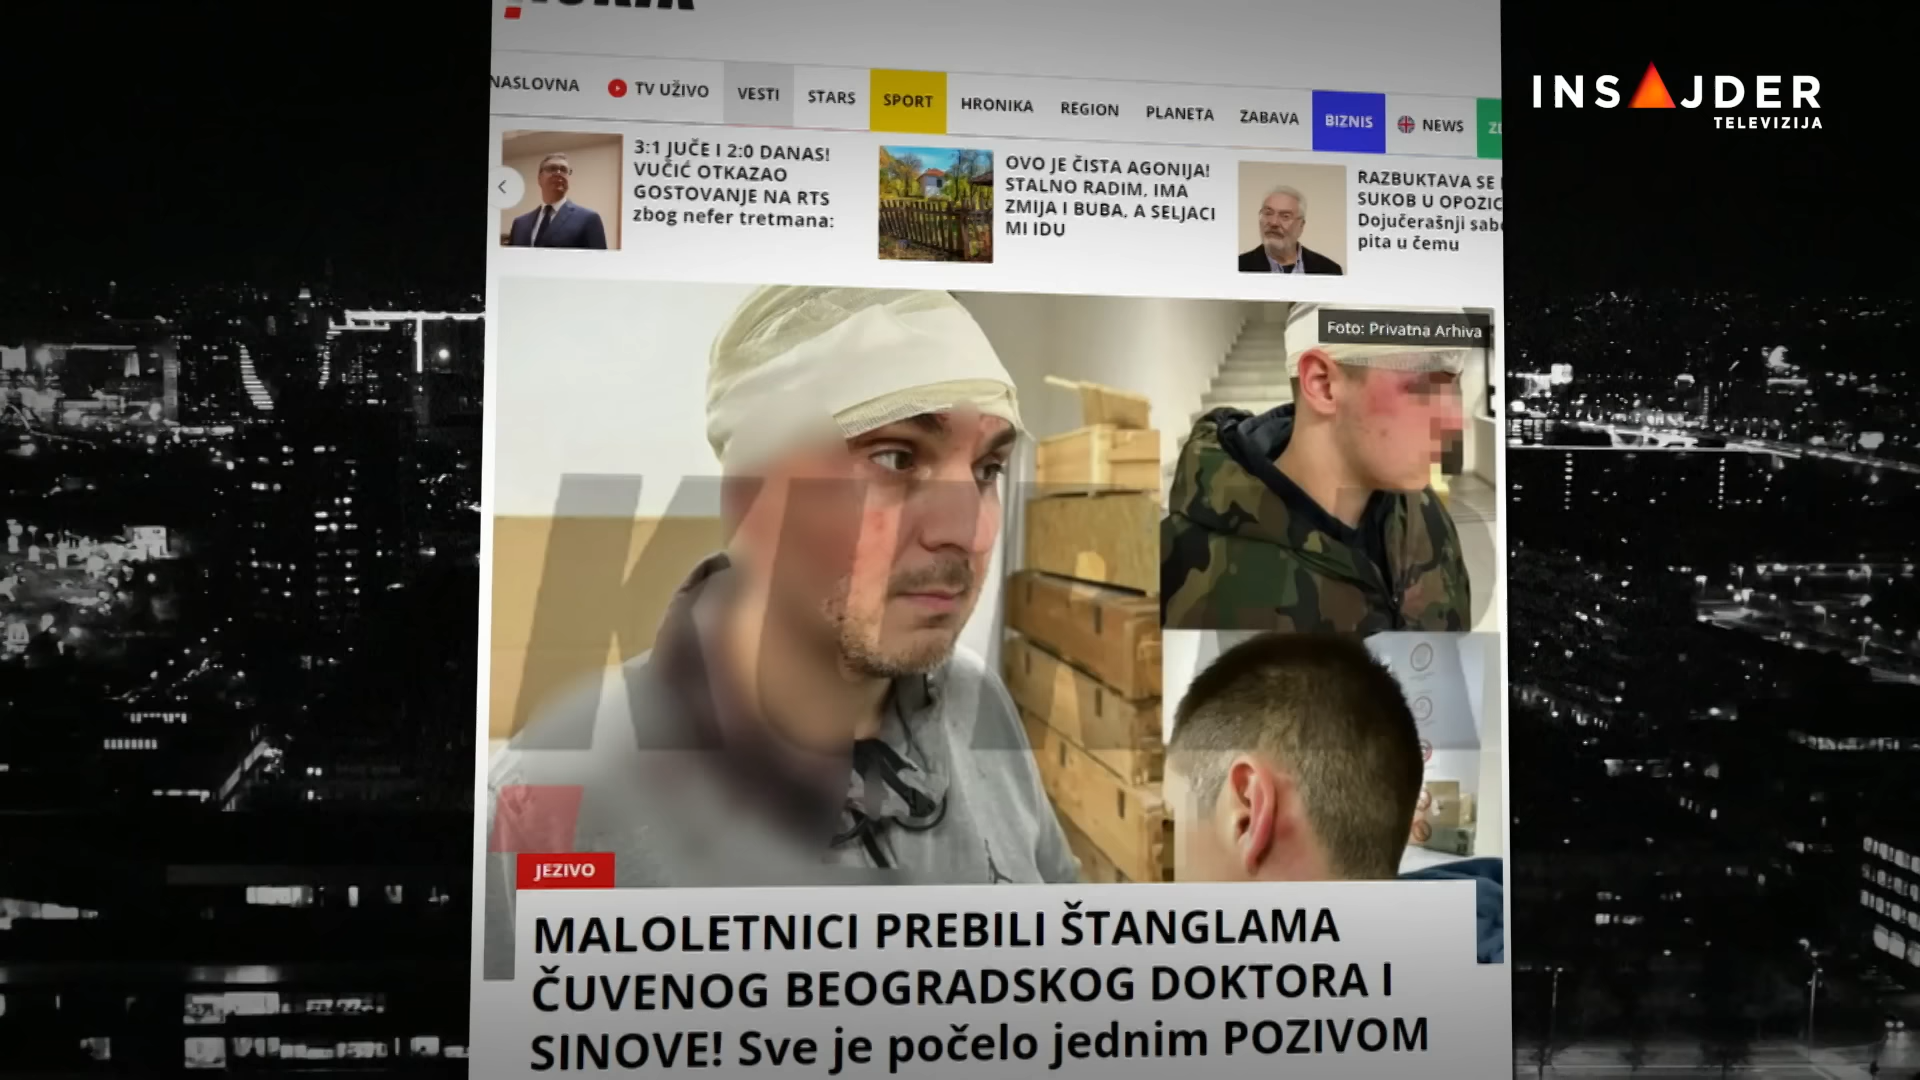 NASLOVNA
TV UŽIVO
VESTI
STARS
SPORT
HRONIKA
REGION
PLANETA
ZABAVA
BIZNIS
NEWS
INSAJDER
TELEVIZIJA
3:1 JUČE I 2:0 DANAS!
VUČIĆ OTKAZAO
GOSTOVANJE NA RTS
zbog nefer tretmana:
OVO JE ČISTA AGONIJA!
STALNO RADIM, IMA
ZMIJA I BUBA, A SELJACI
MI IDU
RAZBUKTAVA SE
SUKOB U OPOZIC
Dojučerašnji sab
pita u čemu
Foto: Privatna Arhiva
JEZIVO
MALOLETNICI PREBILI ŠTANGLAMA
ČUVENOG BEOGRADSKOG DOKTORA I
SINOVE! Sve je počelo jednim POZIVOM